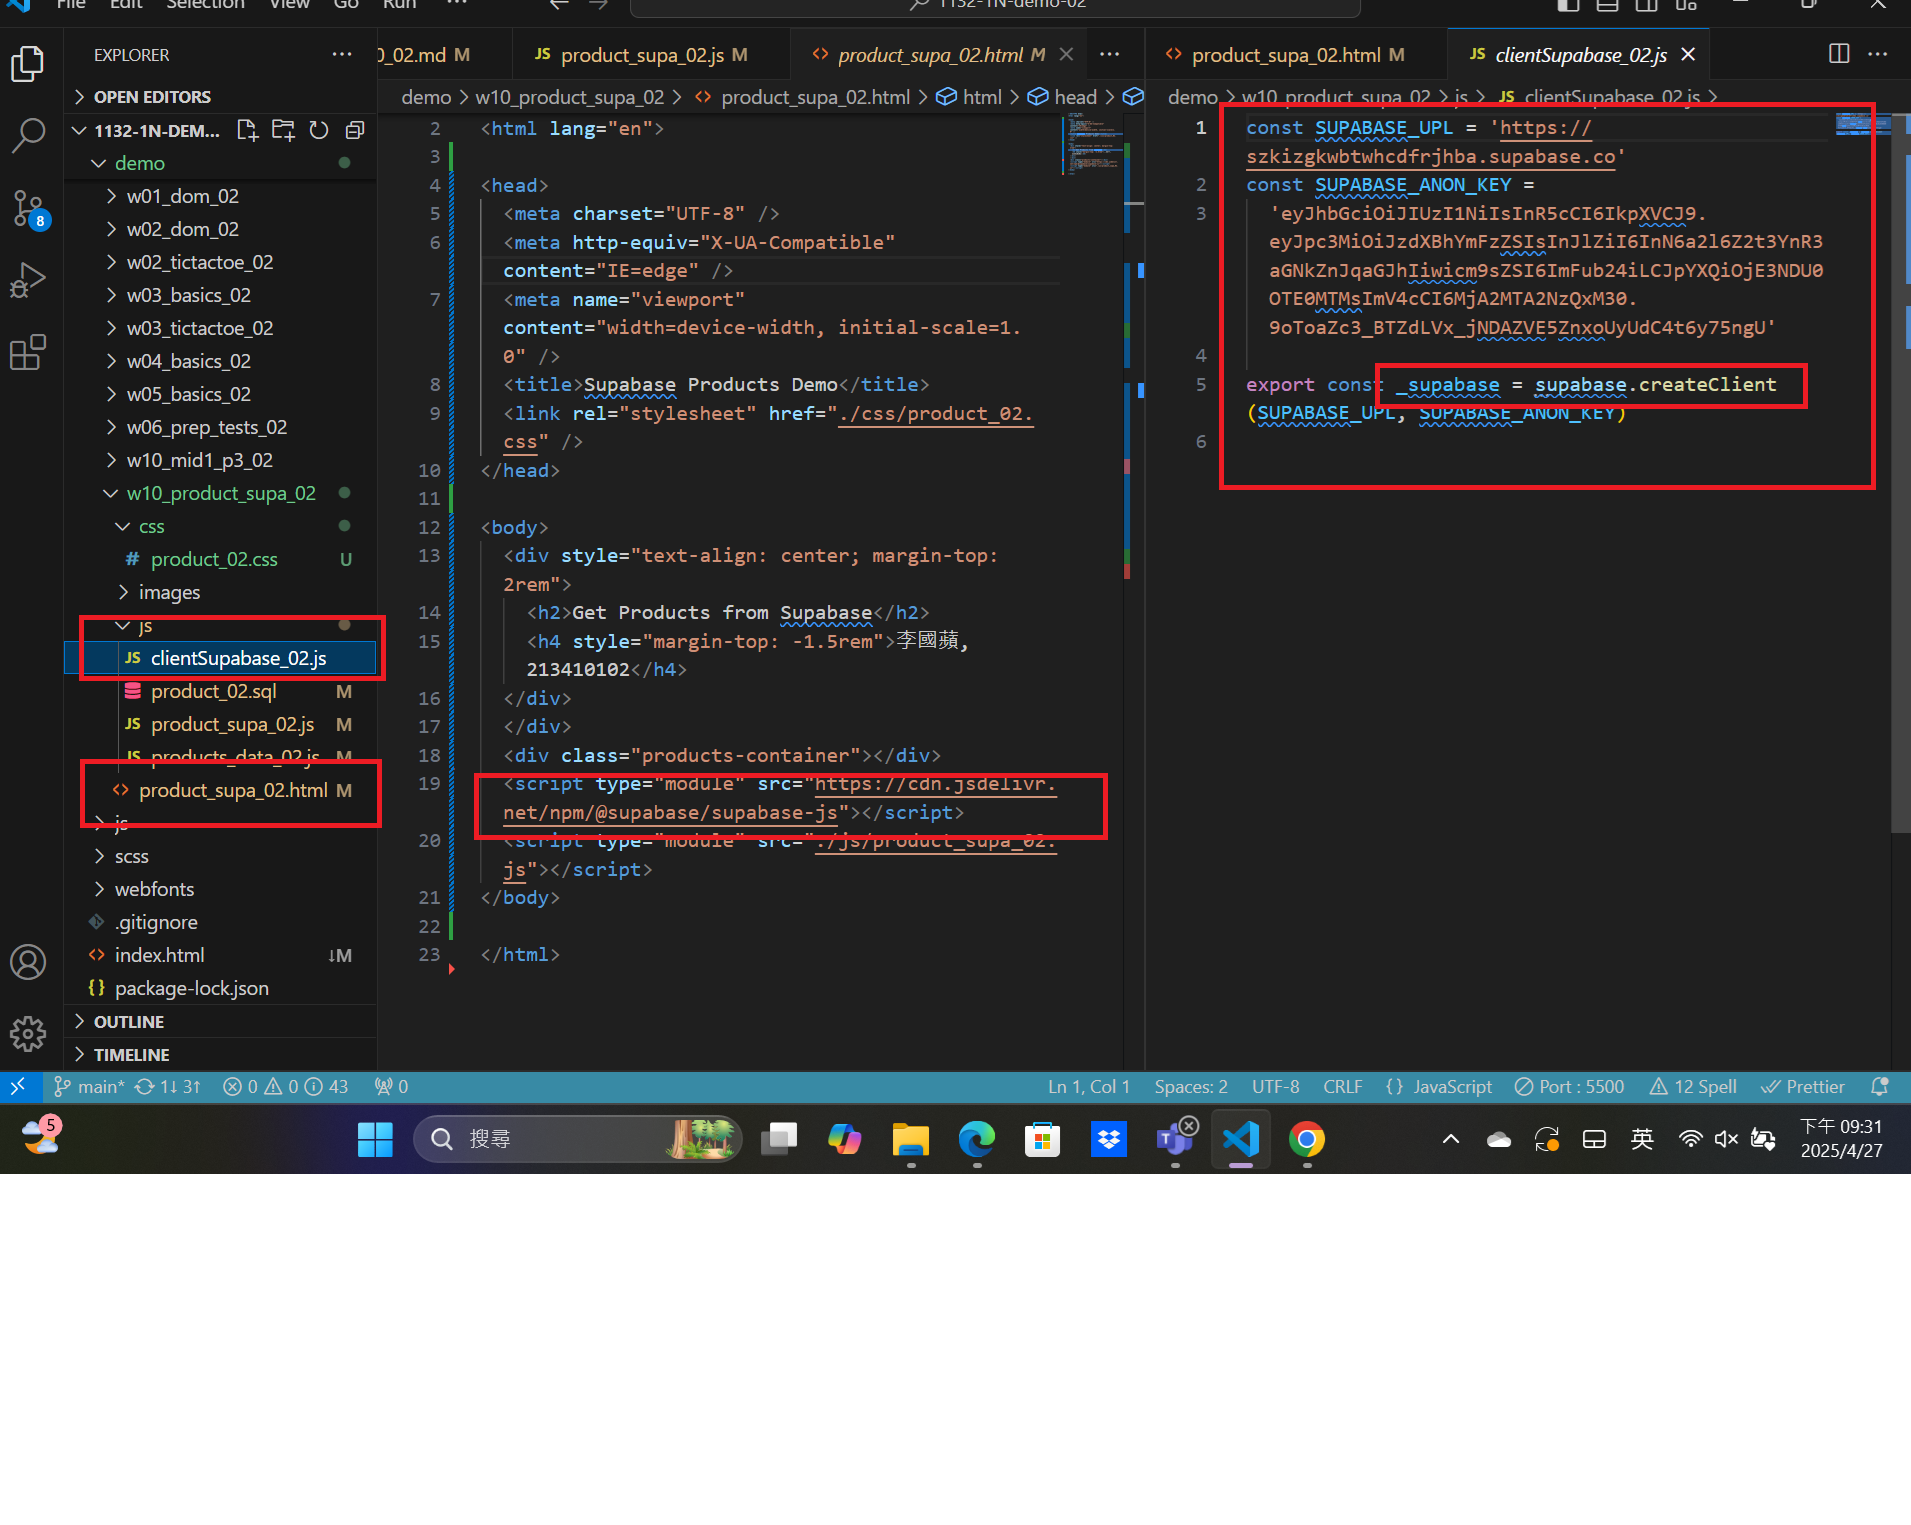 File Edit Selection View Go Run ···
1132-1N-demo-02
EXPLORER ···
OPEN EDITORS
1132-1N-DEM...
demo
w01_dom_02
w02_dom_02
w02_tictactoe_02
w03_basics_02
w03_tictactoe_02
w04_basics_02
w05_basics_02
w06_prep_tests_02
w10_mid1_p3_02
w10_product_supa_02
css
# product_02.css U
images
js
JS clientSupabase_02.js
product_02.sql M
JS product_supa_02.js M
JS products_data_02.js M
<> product_supa_02.html M
js
scss
webfonts
.gitignore
<> index.html ↓M
{} package-lock.json
OUTLINE
TIMELINE
8
0_02.md M
JS product_supa_02.js M
<> product_supa_02.html M ···
demo > w10_product_supa_02 > <> product_supa_02.html > html > head >
2 <html lang="en">
3
4 <head>
5 <meta charset="UTF-8" />
6 <meta http-equiv="X-UA-Compatible"
content="IE=edge" />
7 <meta name="viewport"
content="width=device-width, initial-scale=1.
0" />
8 <title>Supabase Products Demo</title>
9 <link rel="stylesheet" href="./css/product_02.
css" />
10 </head>
11
12 <body>
13 <div style="text-align: center; margin-top:
2rem">
14 <h2>Get Products from Supabase</h2>
15 <h4 style="margin-top: -1.5rem">李國蘋,
213410102</h4>
16 </div>
17 </div>
18 <div class="products-container"></div>
19 <script type="module" src="https://cdn.jsdelivr.
net/npm/@supabase/supabase-js"></script>
20 <script type="module" src="./js/product_supa_02.
js"></script>
21 </body>
22
23 </html>
<> product_supa_02.html M
JS clientSupabase_02.js ···
demo > w10_product_supa_02 > js > JS clientSupabase_02.js >
1 const SUPABASE_UPL = 'https://
szkizgkwbtwhcdfrjhba.supabase.co'
2 const SUPABASE_ANON_KEY =
3 'eyJhbGciOiJIUzI1NiIsInR5cCI6IkpXVCJ9.
eyJpc3MiOiJzdXBhYmFzZSIsInJlZiI6InN6a2l6Z2t3YnR3
aGNkZnJqaGJhIiwicm9sZSI6ImFub24iLCJpYXQiOjE3NDU0
OTE0MTMsImV4cCI6MjA2MTA2NzQxM30.
9oToaZc3_BTZdLVx_jNDAZVE5ZnxoUyUdC4t6y75ngU'
4
5 export const _supabase = supabase.createClient
(SUPABASE_UPL, SUPABASE_ANON_KEY)
6
main* 1↓ 3↑ 0 0 43 0
Ln 1, Col 1 Spaces: 2 UTF-8 CRLF {} JavaScript Port : 5500 12 Spell Prettier
5
搜尋
英
下午 09:31
2025/4/27